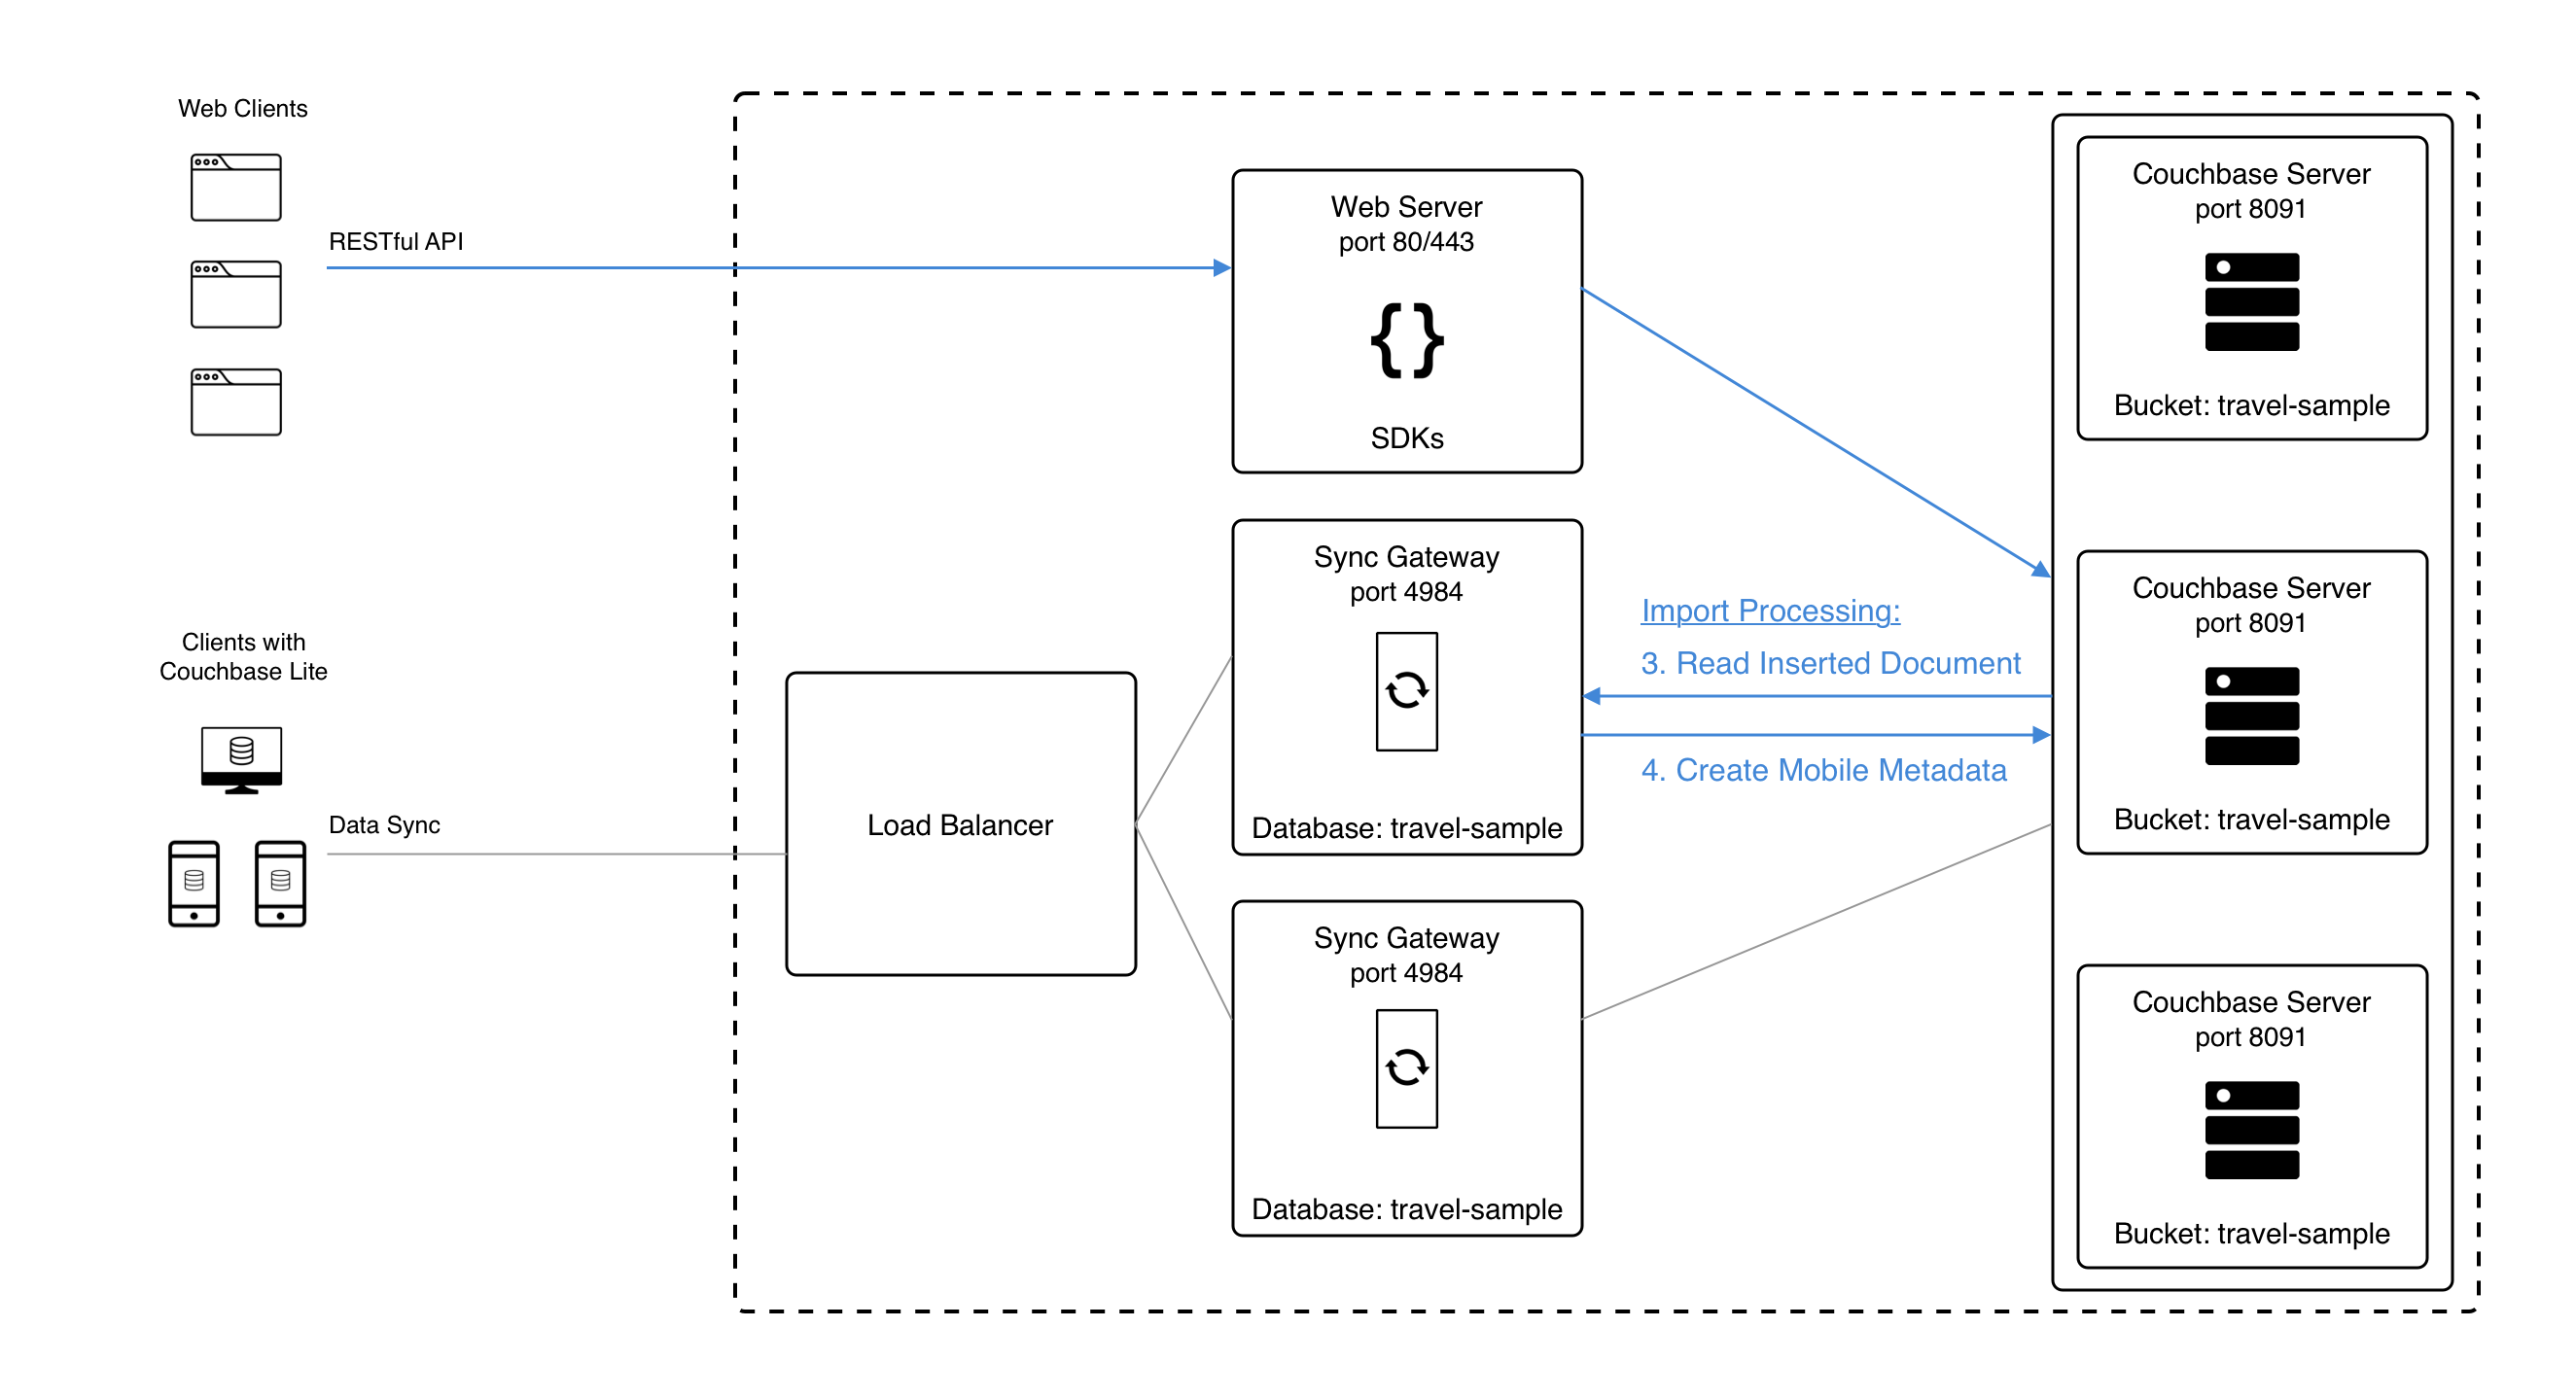 Web Clients
RESTful API
Clients with
Couchbase Lite
Data Sync
Load Balancer
Web Server
port 80/443
{}
SDKs
Sync Gateway
port 4984
Database: travel-sample
Sync Gateway
port 4984
Database: travel-sample
Import Processing:
3. Read Inserted Document
4. Create Mobile Metadata
Couchbase Server
port 8091
Bucket: travel-sample
Couchbase Server
port 8091
Bucket: travel-sample
Couchbase Server
port 8091
Bucket: travel-sample